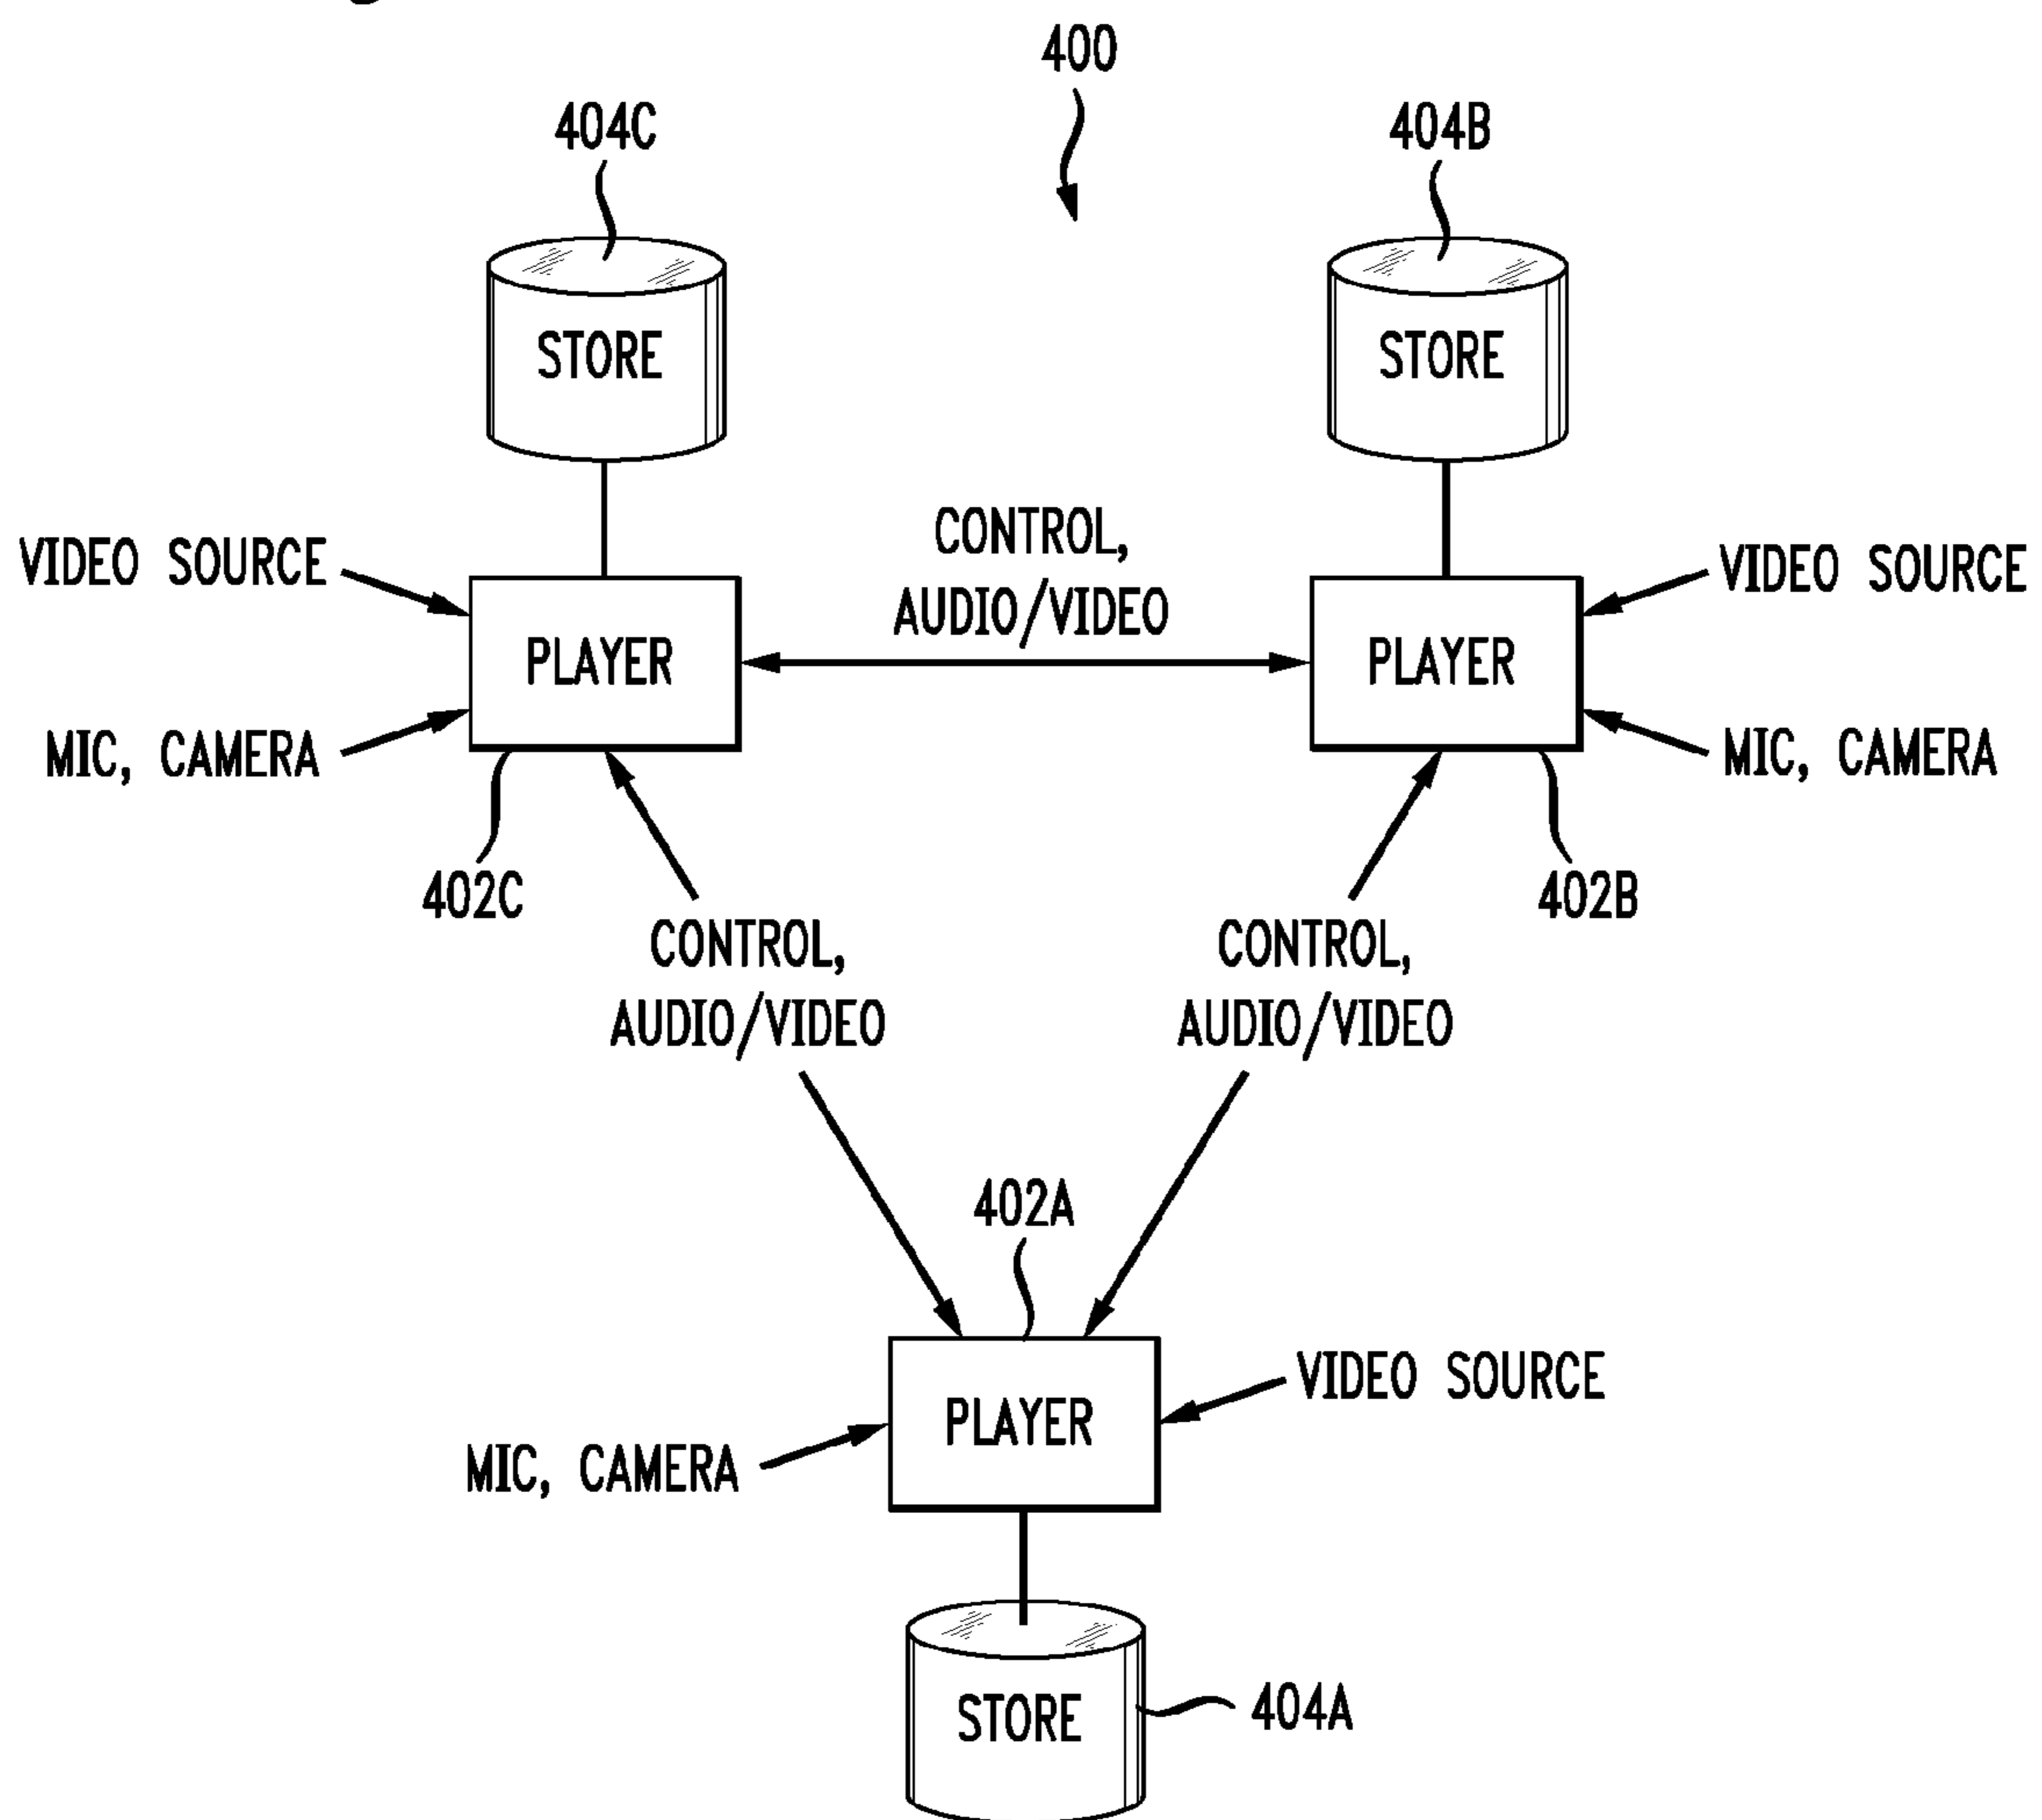 400
404C
404B
STORE
STORE
CONTROL,
AUDIO/VIDEO
VIDEO SOURCE
VIDEO SOURCE
PLAYER
PLAYER
MIC, CAMERA
MIC, CAMERA
402C
402B
CONTROL,
AUDIO/VIDEO
CONTROL,
AUDIO/VIDEO
402A
VIDEO SOURCE
PLAYER
MIC, CAMERA
STORE
404A